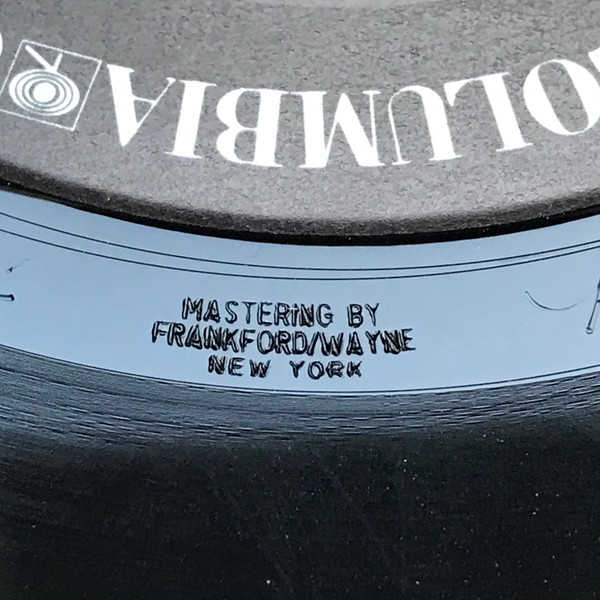 COLUMBIA
MASTERING BY
FRANKFORD/WAYNE
NEW YORK